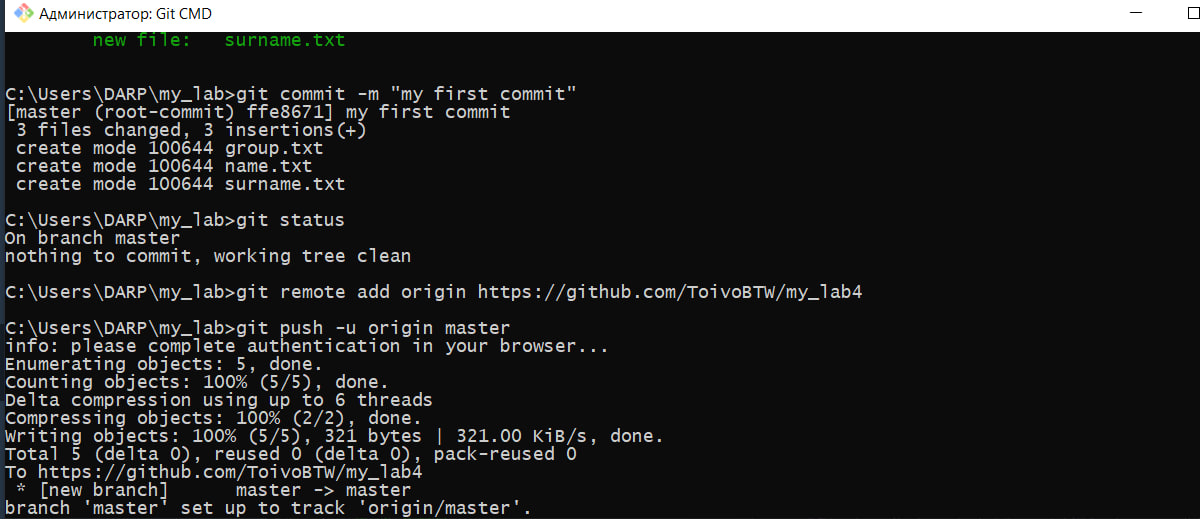 Администратор: Git CMD
new file:   surname.txt
C:\Users\DARP\my_lab>git commit -m "my first commit"
[master (root-commit) ffe8671] my first commit
 3 files changed, 3 insertions(+)
 create mode 100644 group.txt
 create mode 100644 name.txt
 create mode 100644 surname.txt
C:\Users\DARP\my_lab>git status
On branch master
nothing to commit, working tree clean
C:\Users\DARP\my_lab>git remote add origin https://github.com/ToivoBTW/my_lab4
C:\Users\DARP\my_lab>git push -u origin master
info: please complete authentication in your browser...
Enumerating objects: 5, done.
Counting objects: 100% (5/5), done.
Delta compression using up to 6 threads
Compressing objects: 100% (2/2), done.
Writing objects: 100% (5/5), 321 bytes | 321.00 KiB/s, done.
Total 5 (delta 0), reused 0 (delta 0), pack-reused 0
To https://github.com/ToivoBTW/my_lab4
 * [new branch]      master -> master
branch 'master' set up to track 'origin/master'.